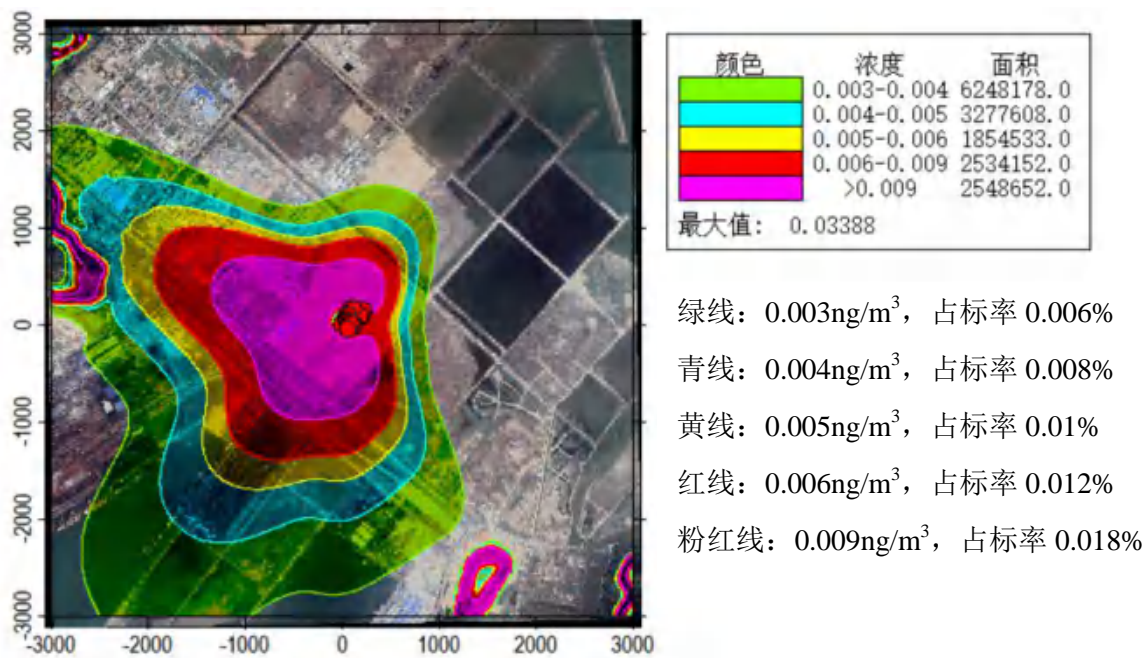 3000
2000
1000
0
-1000
-2000
-3000
-3000 -2000 -1000 0 1000 2000 3000
颜色 浓度 面积
0.003-0.004 6248178.0
0.004-0.005 3277608.0
0.005-0.006 1854533.0
0.006-0.009 2534152.0
>0.009 2548652.0
最大值: 0.03388
绿线：0.003ng/m³，占标率 0.006%
青线：0.004ng/m³，占标率 0.008%
黄线：0.005ng/m³，占标率 0.01%
红线：0.006ng/m³，占标率 0.012%
粉红线：0.009ng/m³，占标率 0.018%